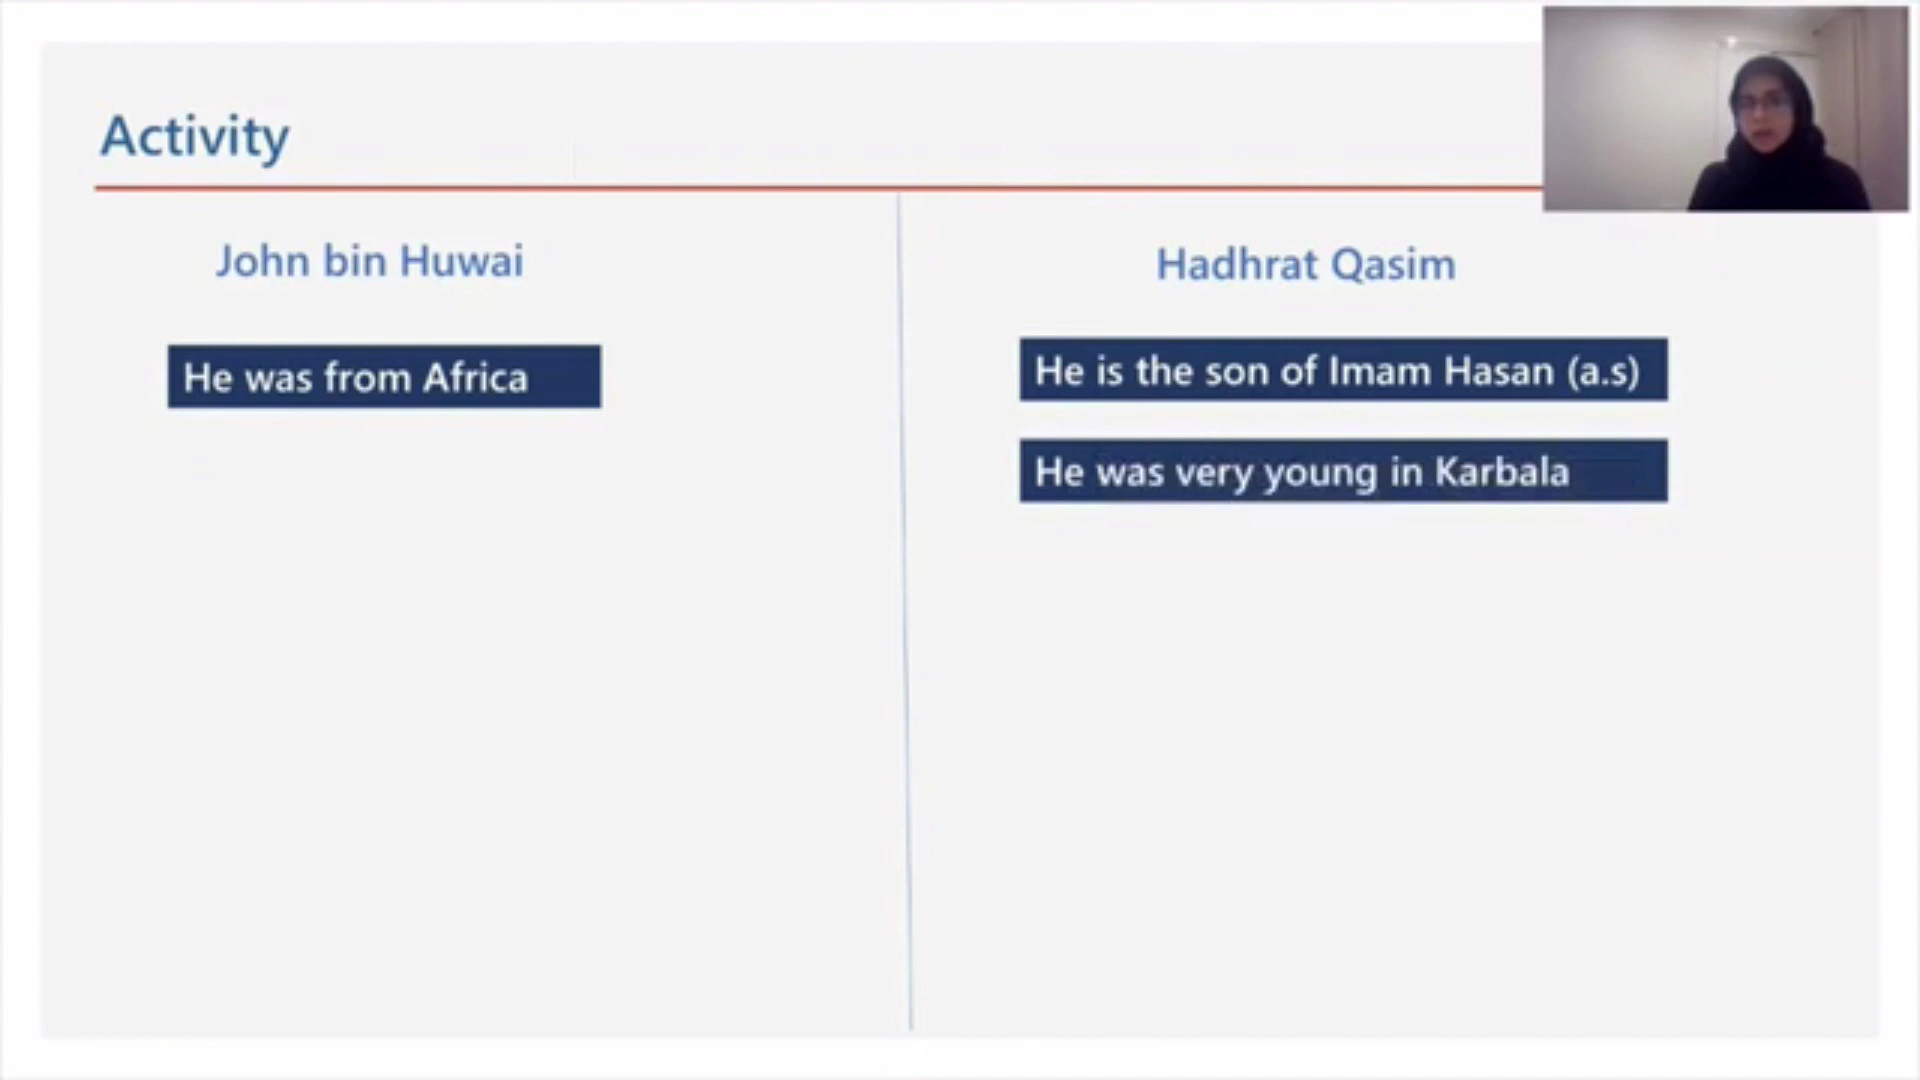 Activity
John bin Huwai
He was from Africa
Hadhrat Qasim
He is the son of Imam Hasan (a.s)
He was very young in Karbala